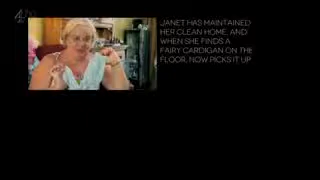 4
JANET HAS MAINTAINED
HER CLEAN HOME, AND
WHEN SHE FINDS A
FAIRY CARDIGAN ON THE
FLOOR, NOW PICKS IT UP